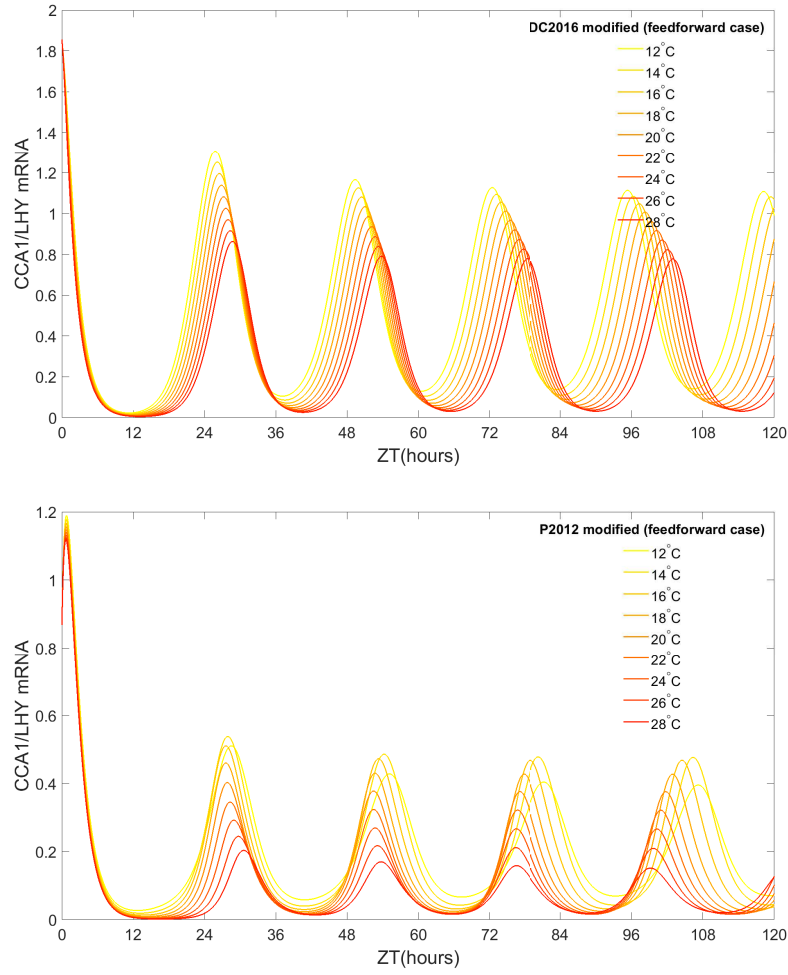 DC2016 modified (feedforward case)
12°C
14°C
16°C
18°C
20°C
22°C
24°C
26°C
28°C
CCA1/LHY mRNA
2
1.8
1.6
1.4
1.2
1
0.8
0.6
0.4
0.2
0
0 12 24 36 48 60 72 84 96 108 120
ZT(hours)
P2012 modified (feedforward case)
12°C
14°C
16°C
18°C
20°C
22°C
24°C
26°C
28°C
CCA1/LHY mRNA
1.2
1
0.8
0.6
0.4
0.2
0
0 12 24 36 48 60 72 84 96 108 120
ZT(hours)